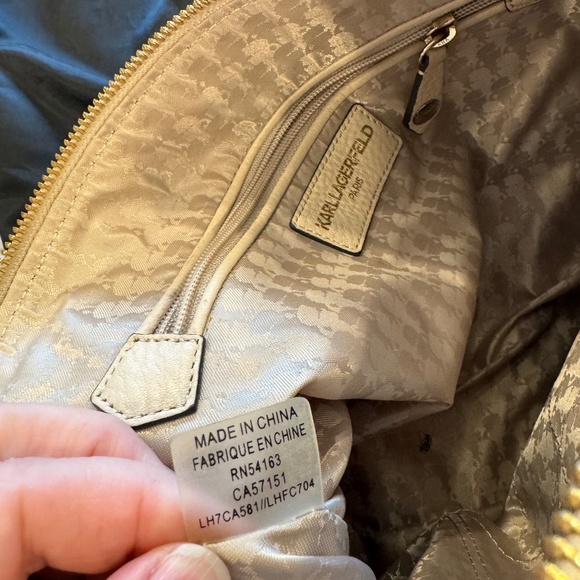 KARL LAGERFELD
PARIS
MADE IN CHINA
FABRIQUE EN CHINE
RN54163
CA57151
LH7CA581//LHFC704